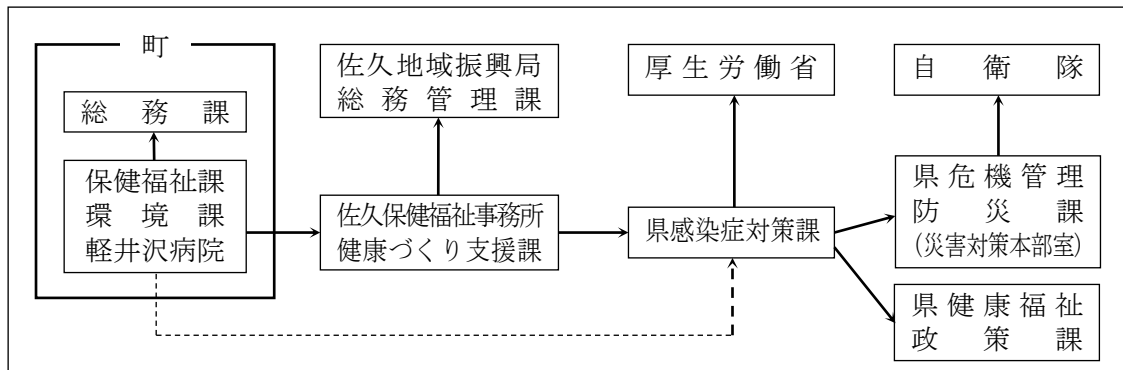 町
総務課
保健福祉課
環境課
軽井沢病院
佐久地域振興局
総務管理課
佐久保健福祉事務所
健康づくり支援課
厚生労働省
県感染症対策課
自衛隊
県危機管理
防災課
（災害対策本部室）
県健康福祉
政策課